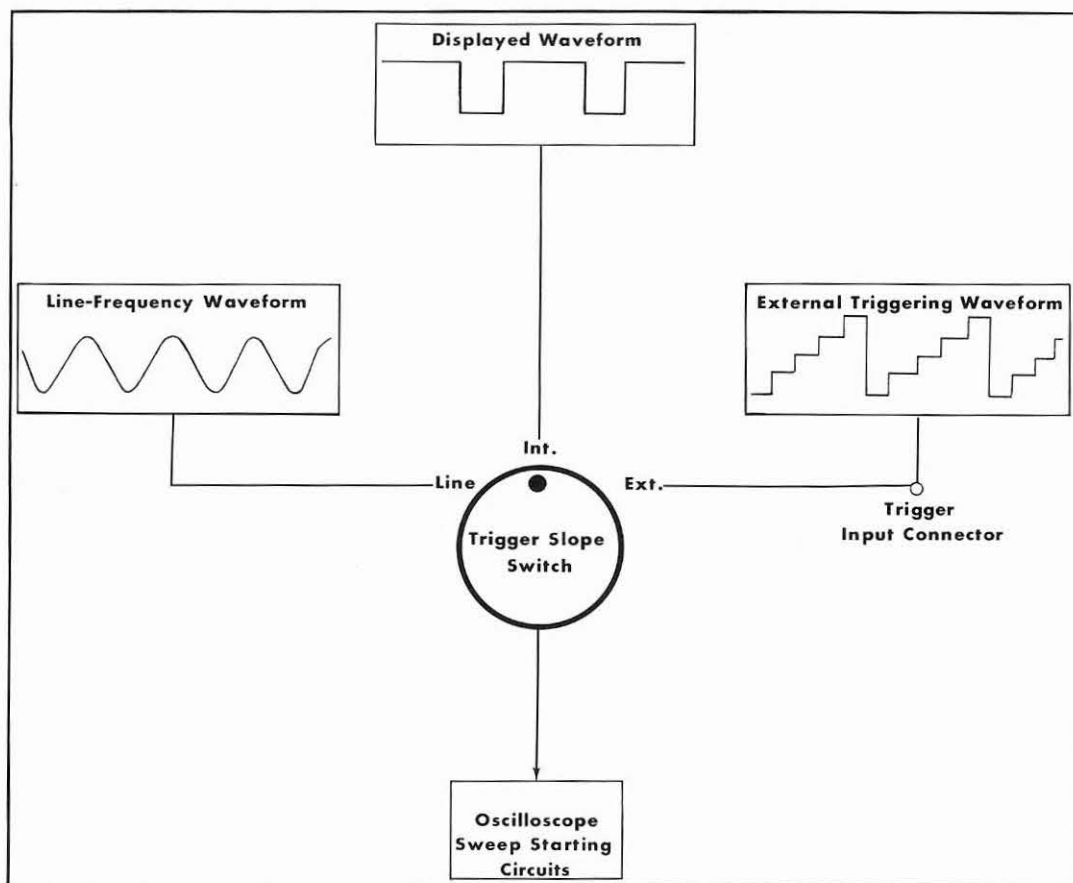 Displayed Waveform
Line-Frequency Waveform
External Triggering Waveform
Int.
Line
Ext.
Trigger
Input Connector
Trigger Slope
Switch
Oscilloscope
Sweep Starting
Circuits